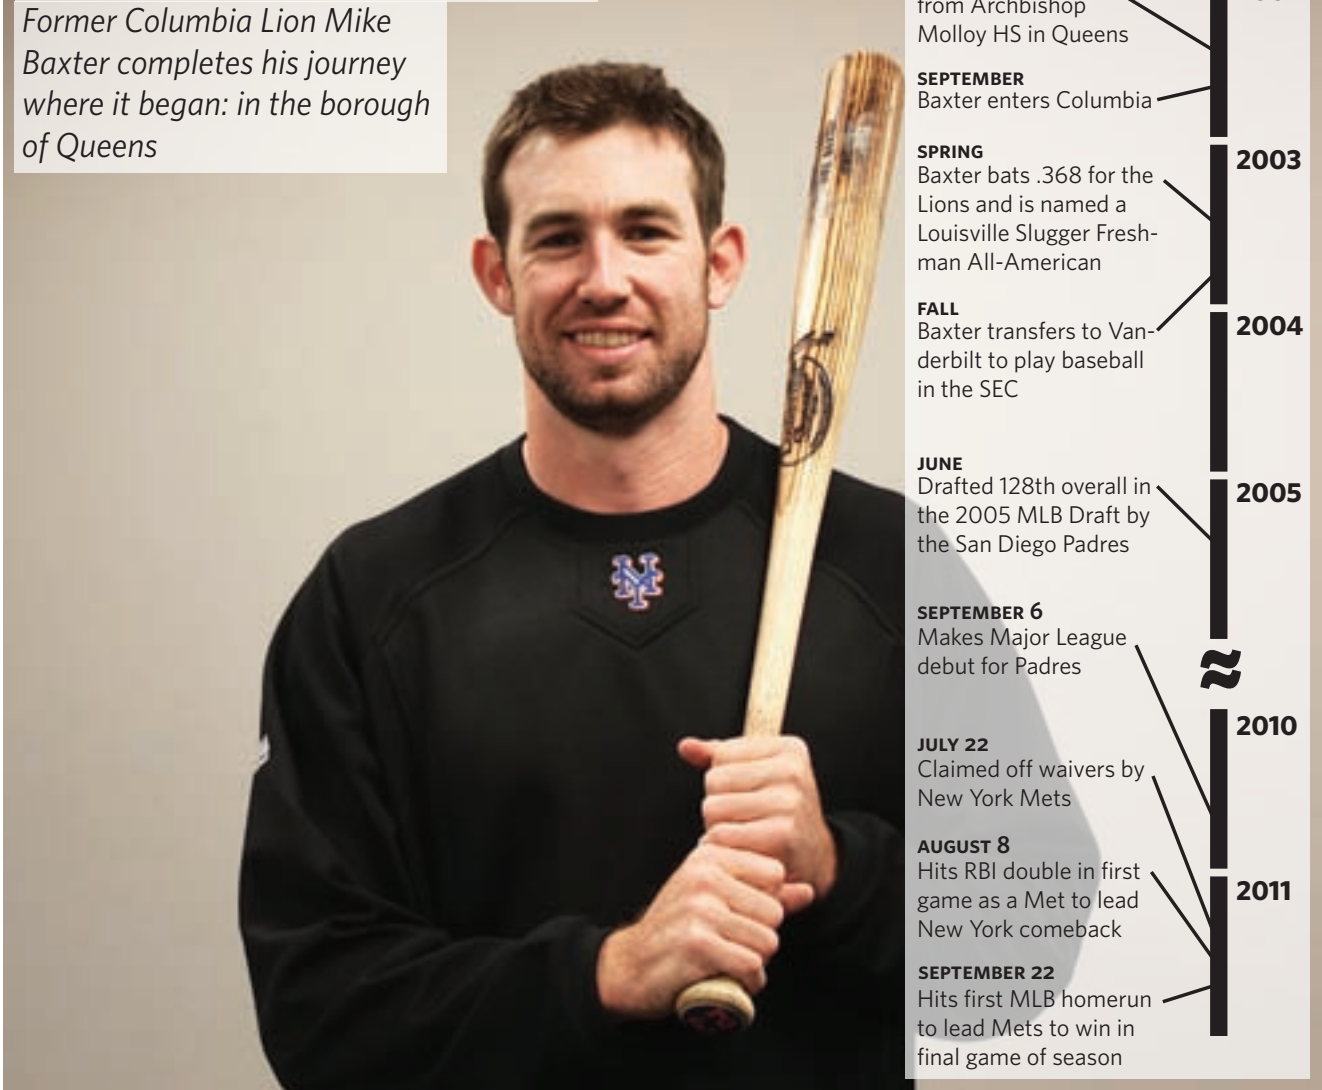 Former Columbia Lion Mike
Baxter completes his journey
where it began: in the borough
of Queens
from Archbishop
Molloy HS in Queens
SEPTEMBER
Baxter enters Columbia
SPRING
2003
Baxter bats .368 for the
Lions and is named a
Louisville Slugger Fresh-
man All-American
FALL
2004
Baxter transfers to Van-
derbilt to play baseball
in the SEC
JUNE
2005
Drafted 128th overall in
the 2005 MLB Draft by
the San Diego Padres
SEPTEMBER 6
Makes Major League
debut for Padres
2010
JULY 22
Claimed off waivers by
New York Mets
AUGUST 8
Hits RBI double in first
2011
game as a Met to lead
New York comeback
SEPTEMBER 22
Hits first MLB homerun
to lead Mets to win in
final game of season
NY